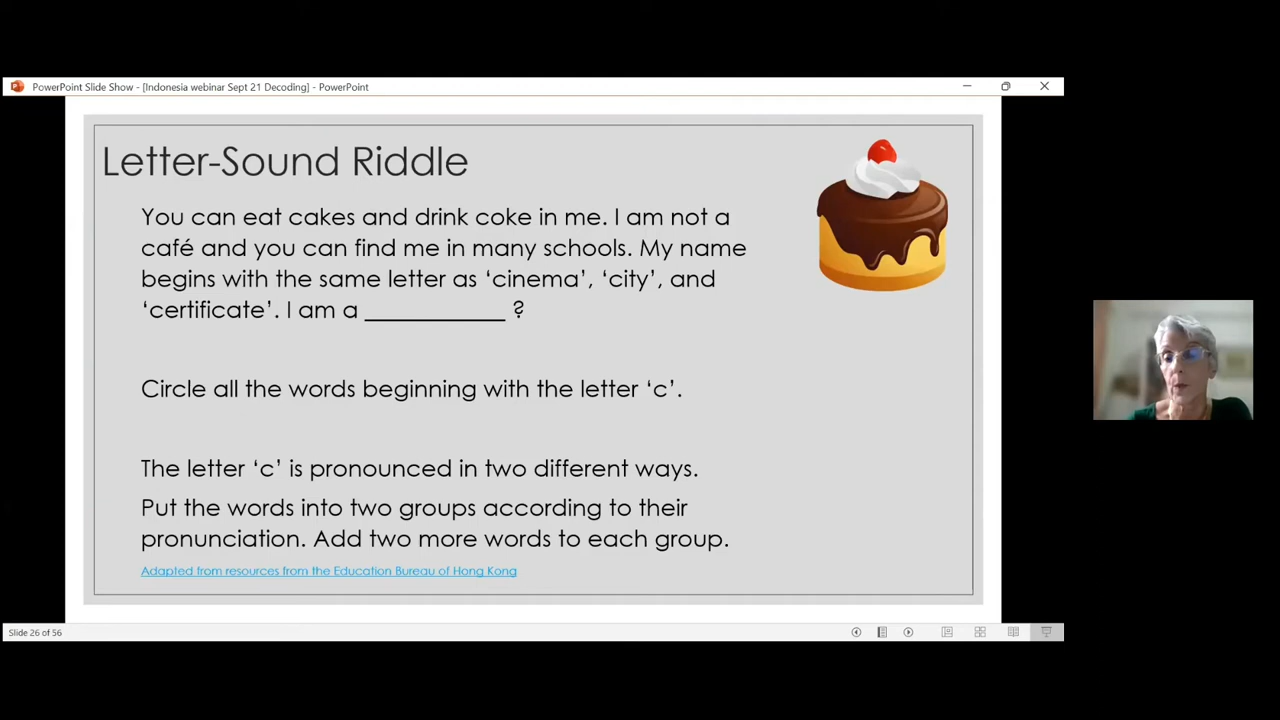 PowerPoint Slide Show - [Indonesia webinar Sept 21 Decoding] - PowerPoint
Letter-Sound Riddle
You can eat cakes and drink coke in me. I am not a
café and you can find me in many schools. My name
begins with the same letter as ‘cinema’, ‘city’, and
‘certificate’. I am a ___________ ?
Circle all the words beginning with the letter ‘c’.
The letter ‘c’ is pronounced in two different ways.
Put the words into two groups according to their
pronunciation. Add two more words to each group.
Adapted from resources from the Education Bureau of Hong Kong
Slide 26 of 56